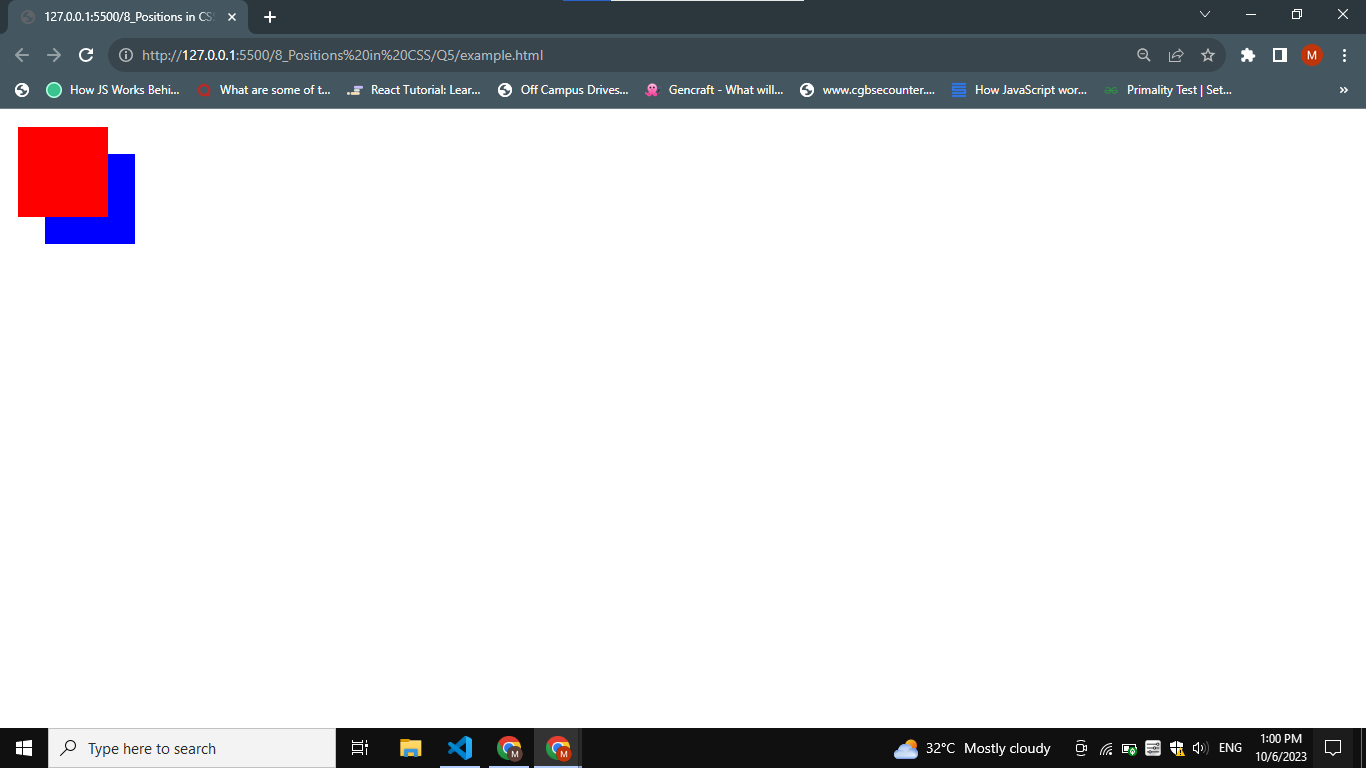 127.0.0.1:5500/8_Positions in CSS
http://127.0.0.1:5500/8_Positions%20in%20CSS/Q5/example.html
M
How JS Works Behi... What are some of t... React Tutorial: Lear... Off Campus Drives... Gencraft - What will... www.cgbsecounter.... How JavaScript wor... Primality Test | Set... »
Type here to search
M
M
32°C Mostly cloudy
ENG
1:00 PM
10/6/2023